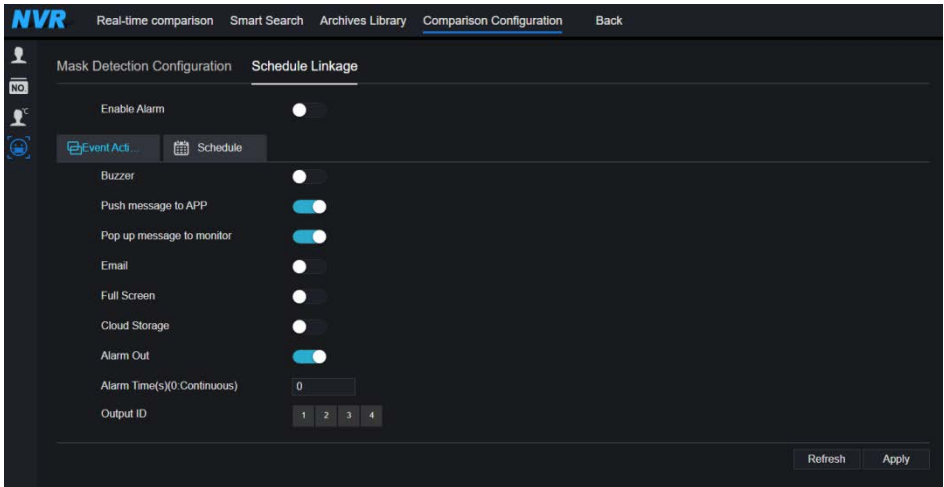 NVR Real-time comparison Smart Search Archives Library Comparison Configuration Back
Mask Detection Configuration Schedule Linkage
NO.
Enable Alarm
°C
Event Acti... Schedule
Buzzer
Push message to APP
Pop up message to monitor
Email
Full Screen
Cloud Storage
Alarm Out
Alarm Time(s)(0:Continuous) 0
Output ID 1 2 3 4
Refresh Apply